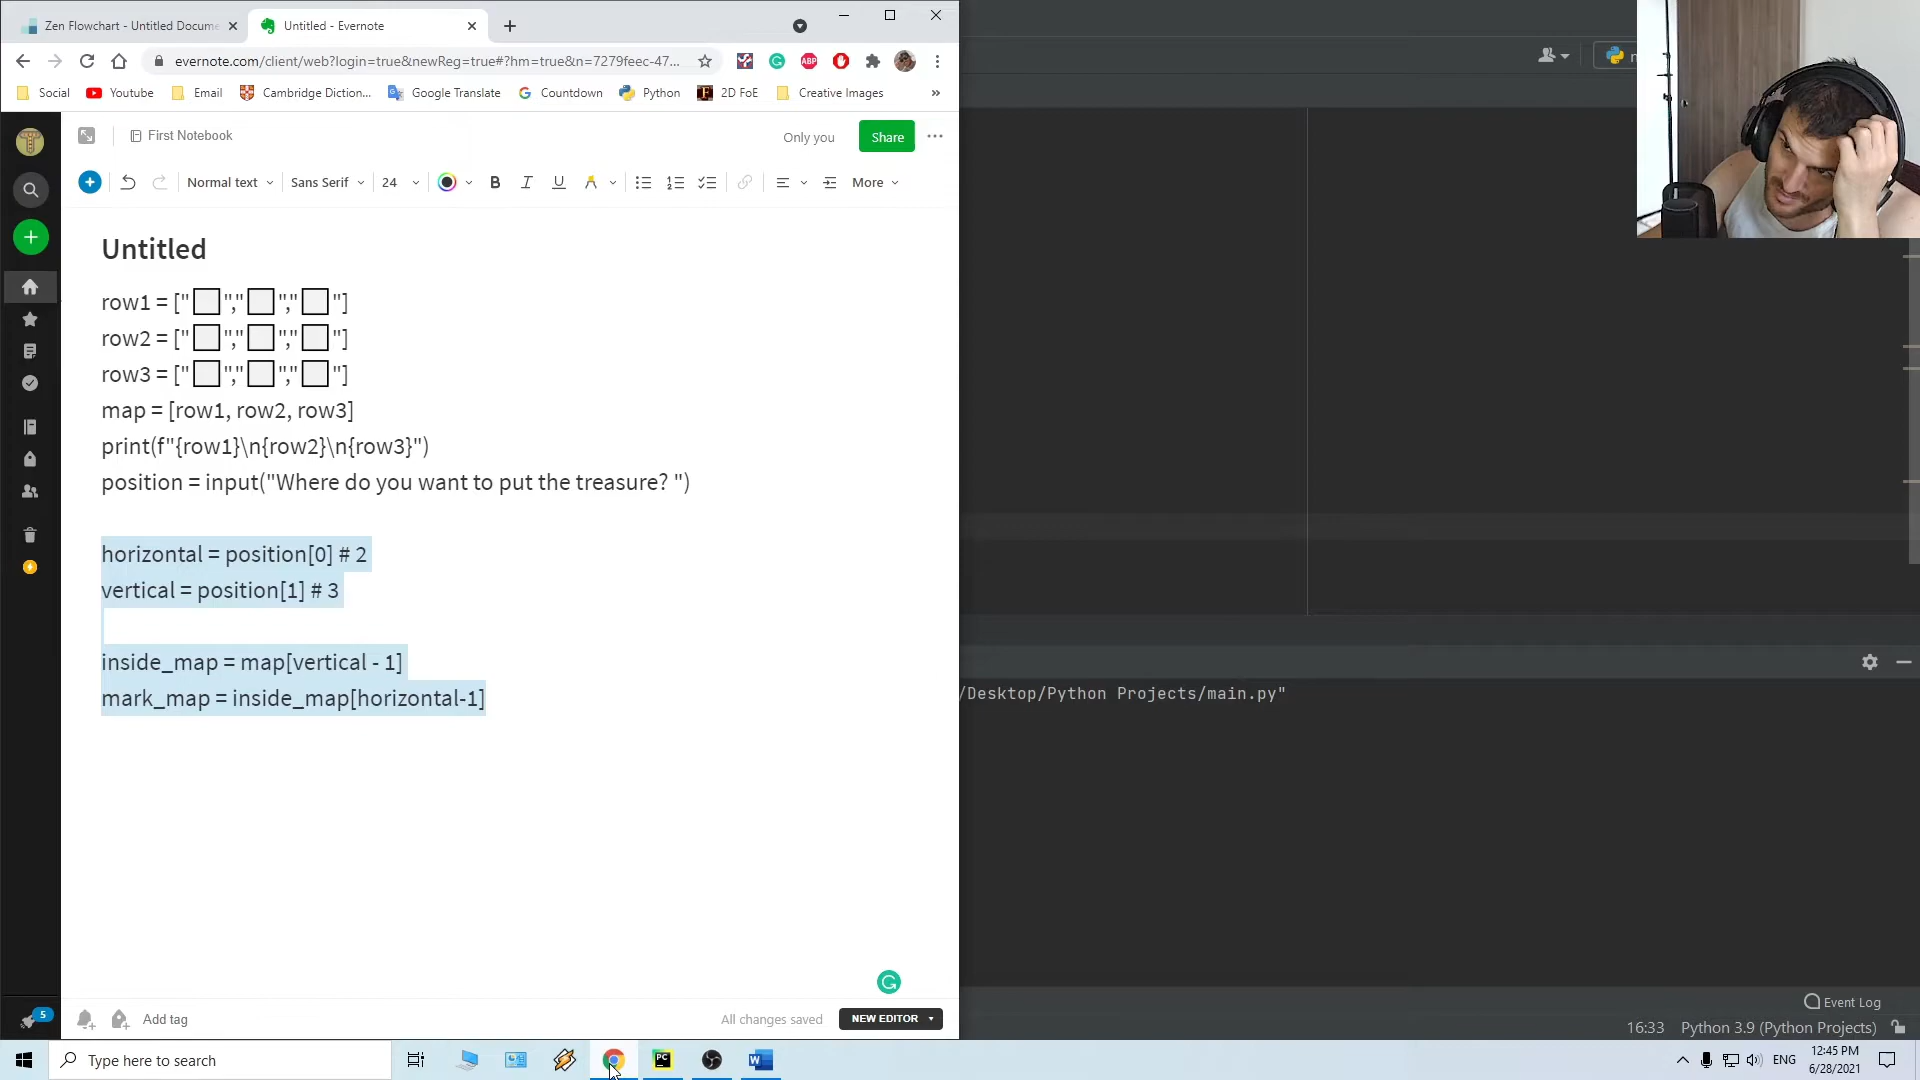 Zen Flowchart - Untitled Docume
Untitled - Evernote
evernote.com/client/web?login=true&newReg=true#?hm=true&n=7279feec-47...
Social
Youtube
Email
Cambridge Diction...
Google Translate
Countdown
Python
2D FoE
Creative Images
»
First Notebook
Only you
Share
Normal text
Sans Serif
24
B
I
U
More
Untitled
row1 = ["⬜️","⬜️","⬜️"]
row2 = ["⬜️","⬜️","⬜️"]
row3 = ["⬜️","⬜️","⬜️"]
map = [row1, row2, row3]
print(f"{row1}\n{row2}\n{row3}")
position = input("Where do you want to put the treasure? ")
horizontal = position[0] # 2
vertical = position[1] # 3
inside_map = map[vertical - 1]
mark_map = inside_map[horizontal-1]
/Desktop/Python Projects/main.py"
5
Add tag
All changes saved
NEW EDITOR
Event Log
16:33
Python 3.9 (Python Projects)
Type here to search
ENG
12:45 PM
6/28/2021